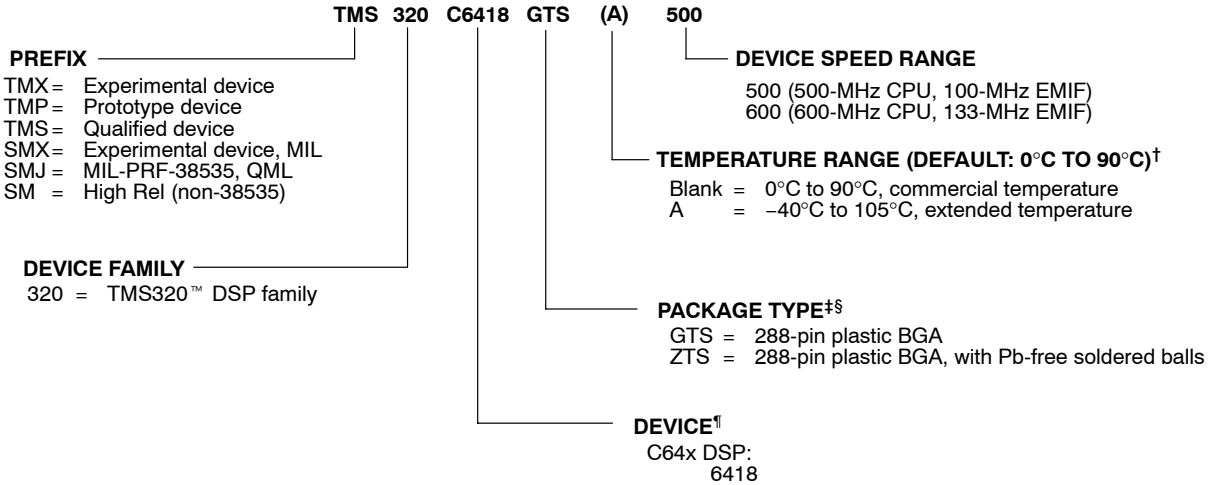 TMS 320 C6418 GTS (A) 500
PREFIX
TMX = Experimental device
TMP = Prototype device
TMS = Qualified device
SMX = Experimental device, MIL
SMJ = MIL-PRF-38535, QML
SM = High Rel (non-38535)
DEVICE SPEED RANGE
500 (500-MHz CPU, 100-MHz EMIF)
600 (600-MHz CPU, 133-MHz EMIF)
TEMPERATURE RANGE (DEFAULT: 0°C TO 90°C)†
Blank = 0°C to 90°C, commercial temperature
A = −40°C to 105°C, extended temperature
DEVICE FAMILY
320 = TMS320™ DSP family
PACKAGE TYPE‡§
GTS = 288-pin plastic BGA
ZTS = 288-pin plastic BGA, with Pb-free soldered balls
DEVICE¶
C64x DSP:
6418